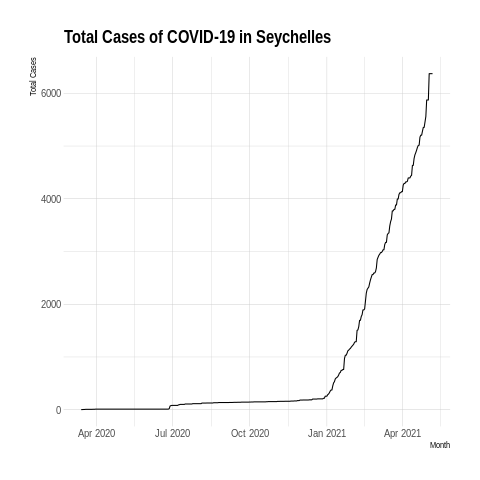 Total Cases of COVID-19 in Seychelles
Total Cases
6000
4000
2000
0
Apr 2020
Jul 2020
Oct 2020
Jan 2021
Apr 2021
Month